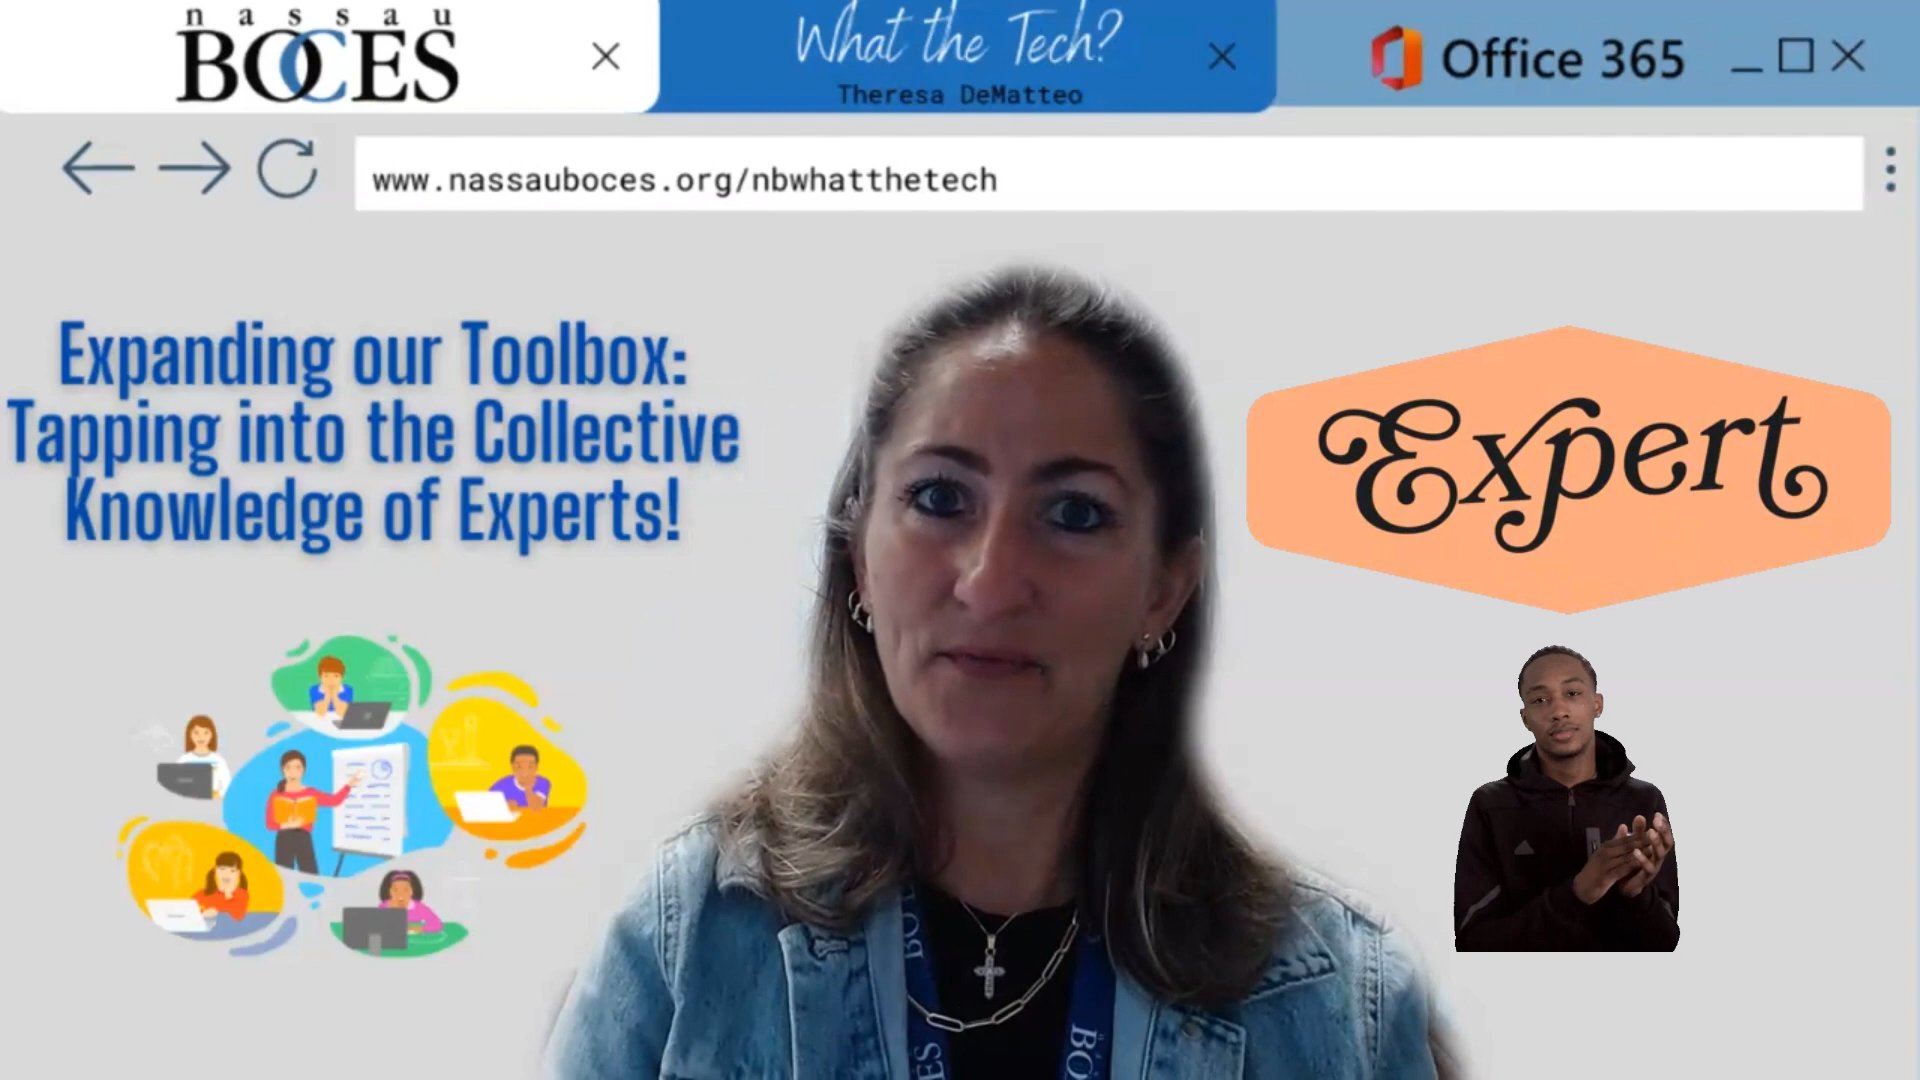 nassau
BOCES
What the Tech?
Theresa DeMatteo
Office 365
www.nassauboces.org/nbwhatthetech
Expanding our Toolbox:
Tapping into the Collective
Knowledge of Experts!
Expert